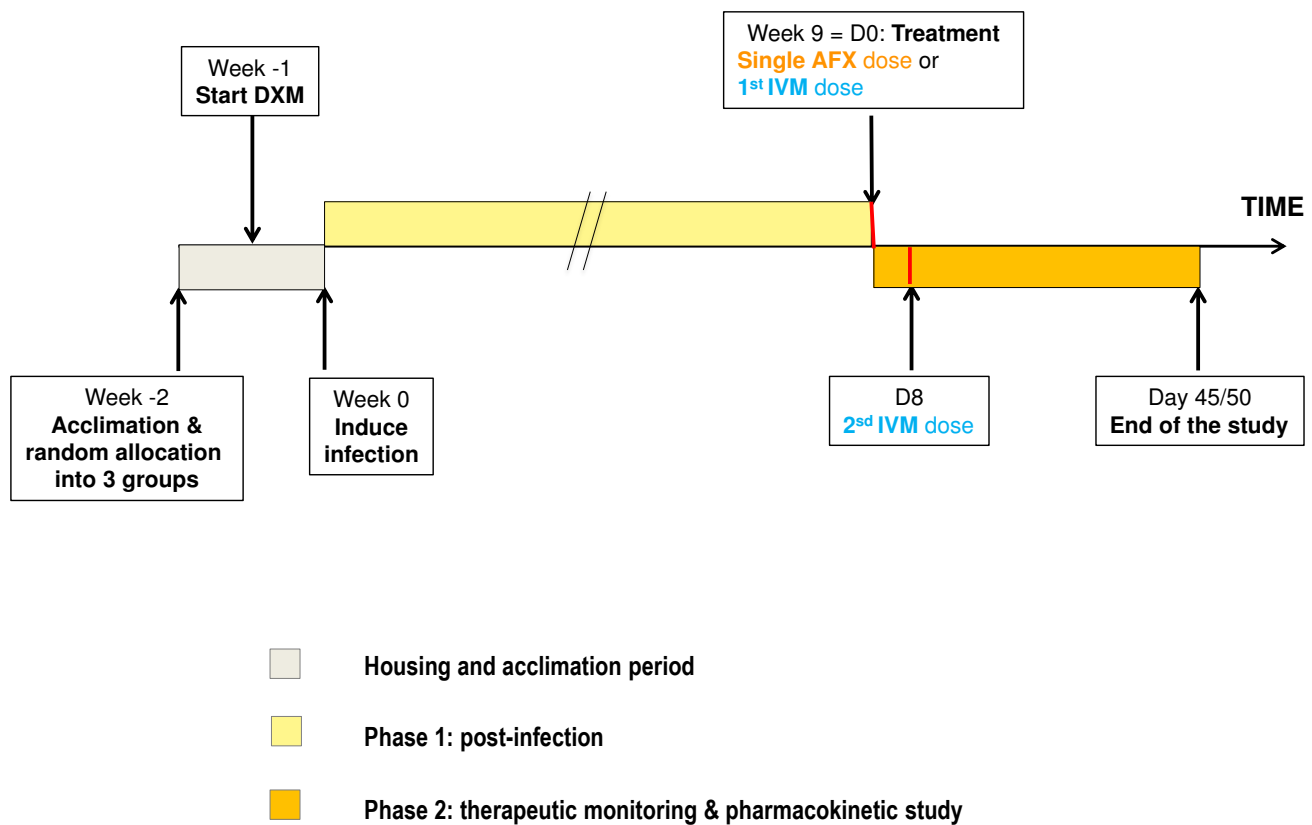 Week -1
Start DXM
Week 9 = D0: Treatment
Single AFX dose or
1st IVM dose
TIME
Week -2
Acclimation &
random allocation
into 3 groups
Week 0
Induce
infection
D8
2sd IVM dose
Day 45/50
End of the study
Housing and acclimation period
Phase 1: post-infection
Phase 2: therapeutic monitoring & pharmacokinetic study